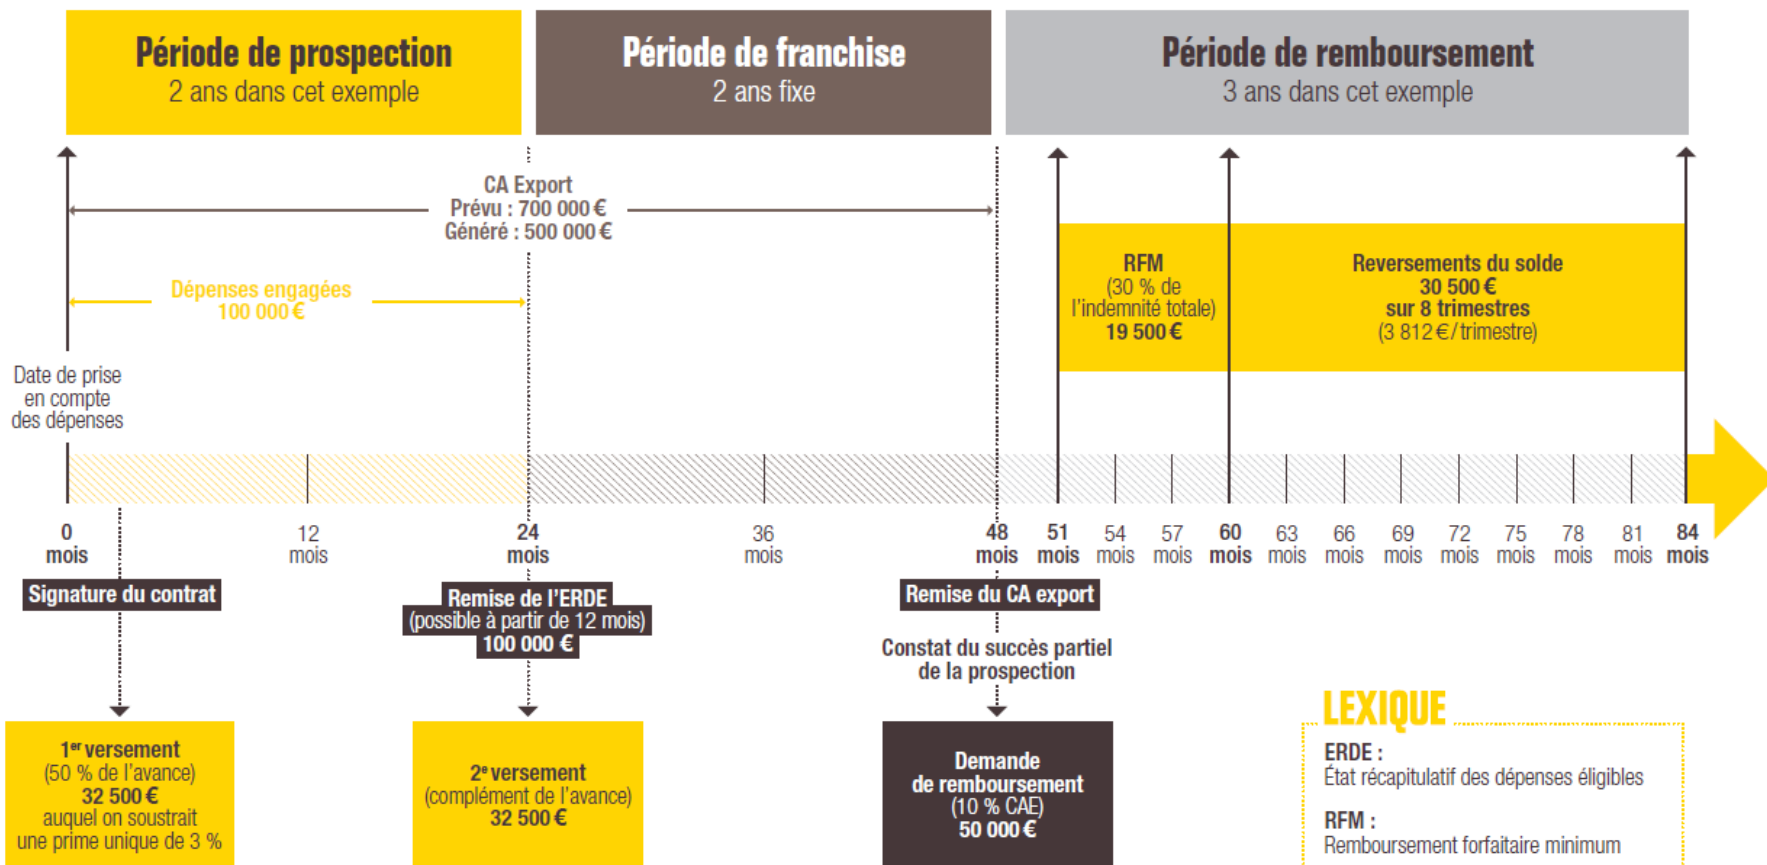 Période de prospection
2 ans dans cet exemple
Période de franchise
2 ans fixe
Période de remboursement
3 ans dans cet exemple
CA Export
Prévu : 700 000 €
Généré : 500 000 €
Dépenses engagées
100 000 €
RFM
(30 % de
l'indemnité totale)
19 500 €
Reversements du solde
30 500 €
sur 8 trimestres
(3 812 €/trimestre)
Date de prise
en compte
des dépenses
0
mois
12
mois
24
mois
36
mois
48
mois
51
mois
54
mois
57
mois
60
mois
63
mois
66
mois
69
mois
72
mois
75
mois
78
mois
81
mois
84
mois
Signature du contrat
Remise de l'ERDE
(possible à partir de 12 mois)
100 000 €
Remise du CA export
Constat du succès partiel
de la prospection
1er versement
(50 % de l'avance)
32 500 €
auquel on soustrait
une prime unique de 3 %
2e versement
(complément de l'avance)
32 500 €
Demande
de remboursement
(10 % CAE)
50 000 €
LEXIQUE
ERDE :
État récapitulatif des dépenses éligibles
RFM :
Remboursement forfaitaire minimum